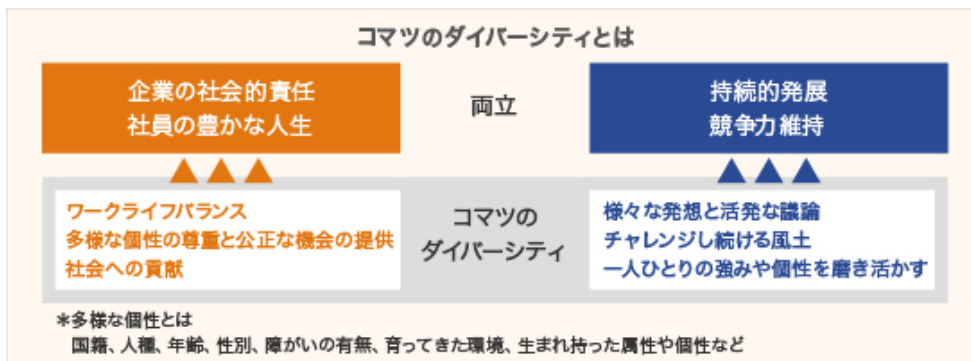 コマツのダイバーシティとは
企業の社会的責任
社員の豊かな人生
両立
持続的発展
競争力維持
ワークライフバランス
多様な個性の尊重と公正な機会の提供
社会への貢献
コマツの
ダイバーシティ
様々な発想と活発な議論
チャレンジし続ける風土
一人ひとりの強みや個性を磨き活かす
＊多様な個性とは
国籍、人種、年齢、性別、障がいの有無、育ってきた環境、生まれ持った属性や個性など